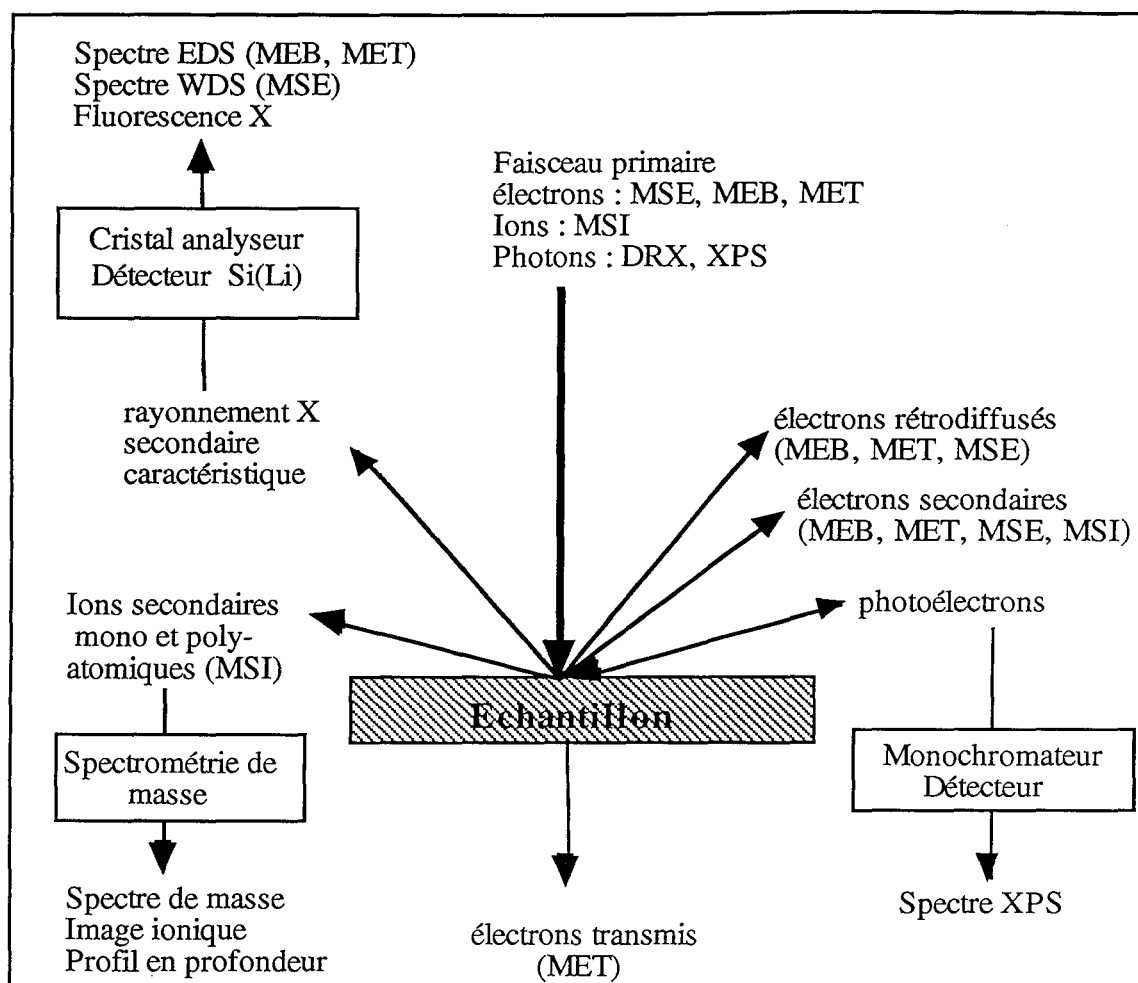 Spectre EDS (MEB, MET)
Spectre WDS (MSE)
Fluorescence X
Faisceau primaire
électrons : MSE, MEB, MET
Ions : MSI
Photons : DRX, XPS
Cristal analyseur
Détecteur Si(Li)
rayonnement X
secondaire
caractéristique
électrons rétrodiffusés
(MEB, MET, MSE)
électrons secondaires
(MEB, MET, MSE, MSI)
Ions secondaires
mono et poly-
atomiques (MSI)
photoélectrons
Echantillon
Spectrométrie de
masse
Monochromateur
Détecteur
Spectre de masse
Image ionique
Profil en profondeur
électrons transmis
(MET)
Spectre XPS